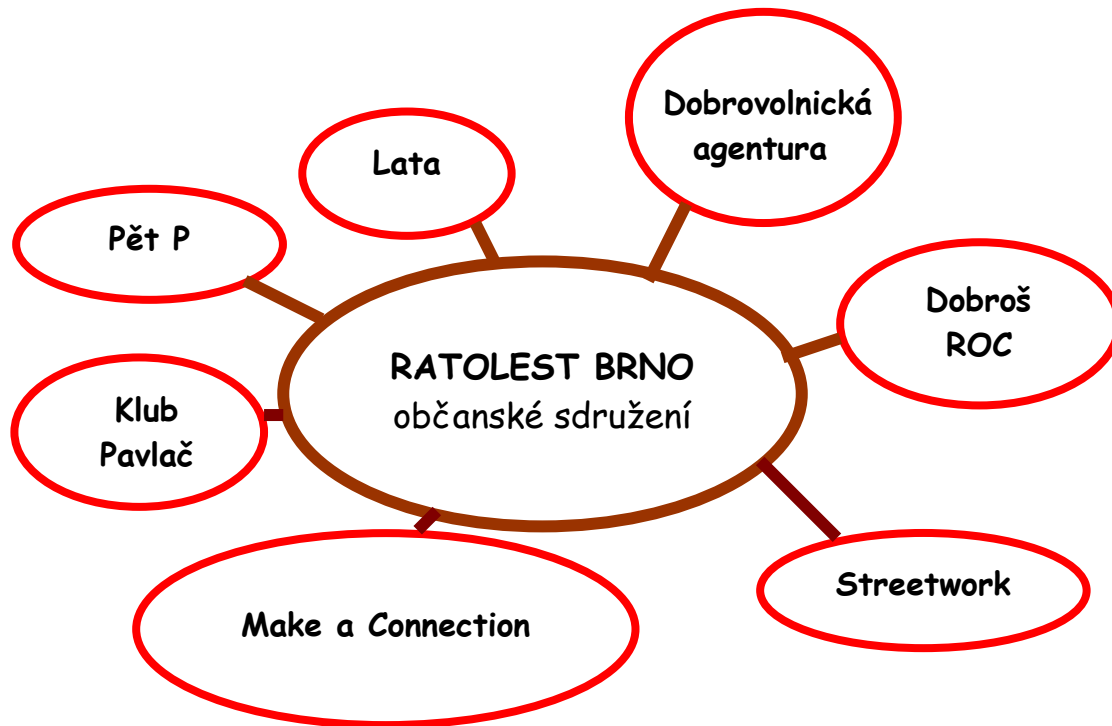 Dobrovolnická
agentura
Lata
Pět P
Dobroš
ROC
RATOLEST BRNO
občanské sdružení
Klub
Pavlač
Streetwork
Make a Connection